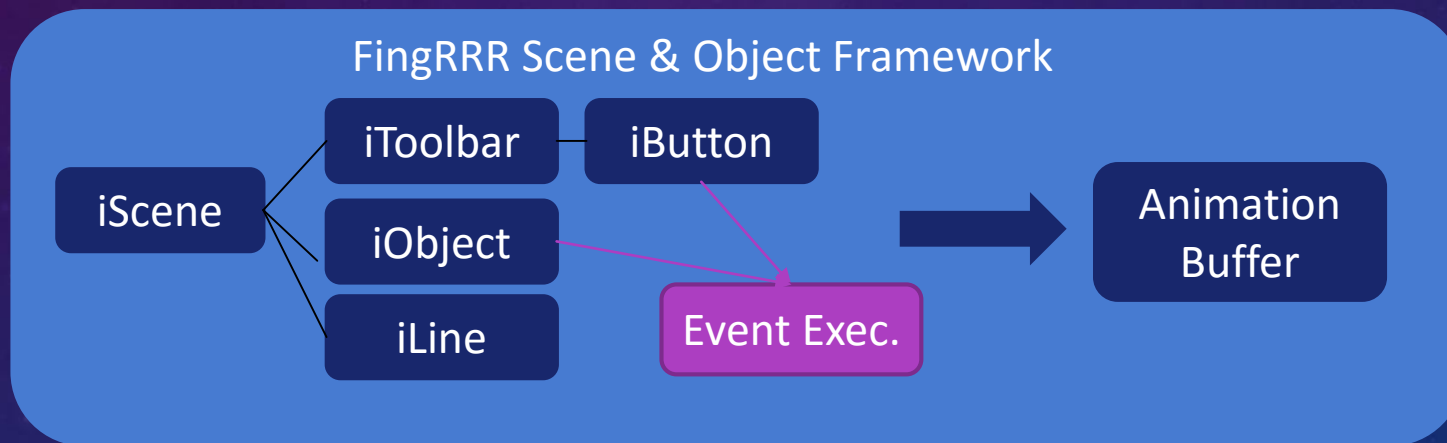 FingRRR Scene & Object Framework
iToolbar
iButton
iScene
iObject
iLine
Event Exec.
Animation
Buffer